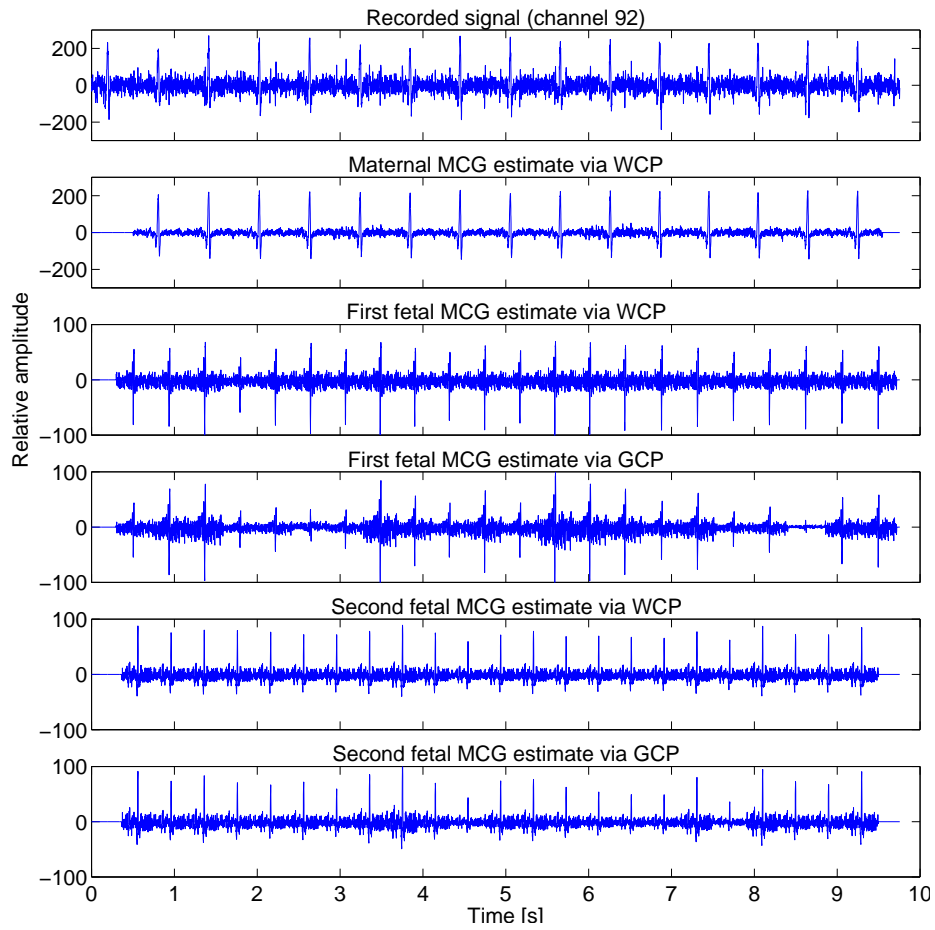 Recorded signal (channel 92)
200
0
−200
Maternal MCG estimate via WCP
200
0
−200
First fetal MCG estimate via WCP
100
0
−100
First fetal MCG estimate via GCP
100
0
−100
Second fetal MCG estimate via WCP
100
0
−100
Second fetal MCG estimate via GCP
100
0
−100
0 1 2 3 4 5 6 7 8 9 10
Time [s]
Relative amplitude